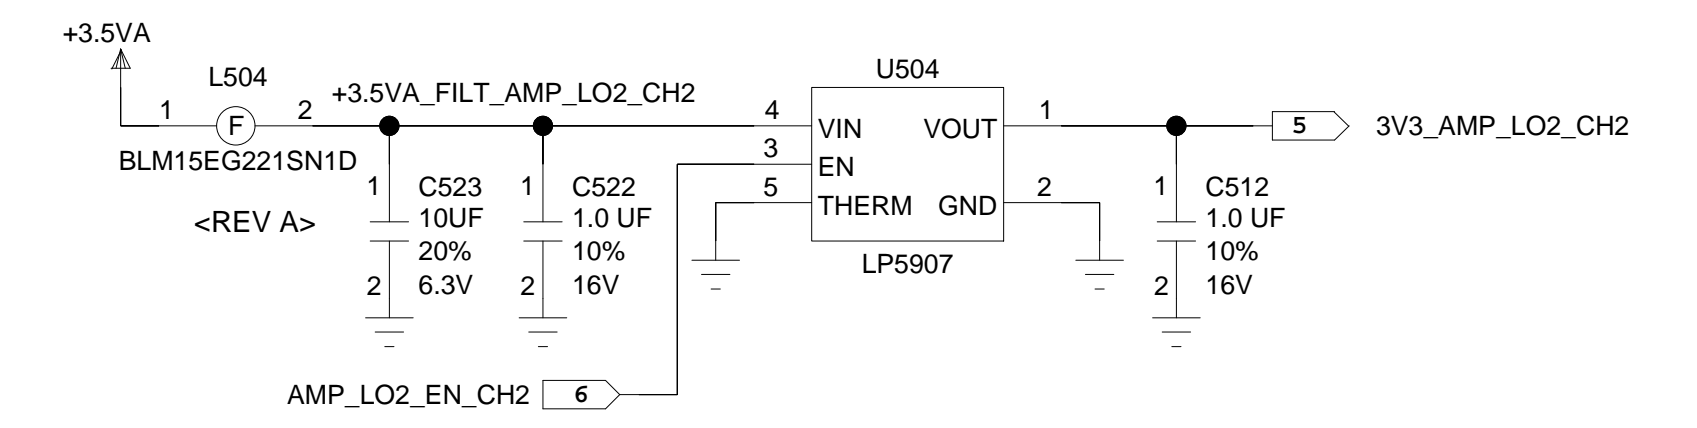 +3.5VA
L504
1 F 2
BLM15EG221SN1D
+3.5VA_FILT_AMP_LO2_CH2
<REV A>
1 C523
10UF
20%
2 6.3V
1 C522
1.0 UF
10%
2 16V
U504
4 VIN VOUT 1
3 EN
5 THERM GND 2
LP5907
5 3V3_AMP_LO2_CH2
1 C512
1.0 UF
10%
2 16V
AMP_LO2_EN_CH2 6